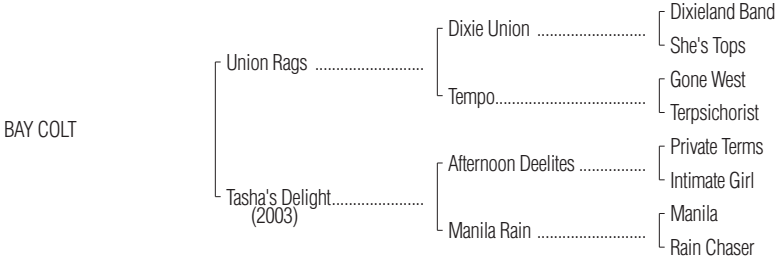 Dixieland Band
Dixie Union ..........................
She's Tops
Union Rags ..........................
Gone West
Tempo....................................
Terpsichorist
BAY COLT
Private Terms
Afternoon Deelites ................
Intimate Girl
Tasha's Delight......................
(2003)
Manila
Manila Rain ..........................
Rain Chaser